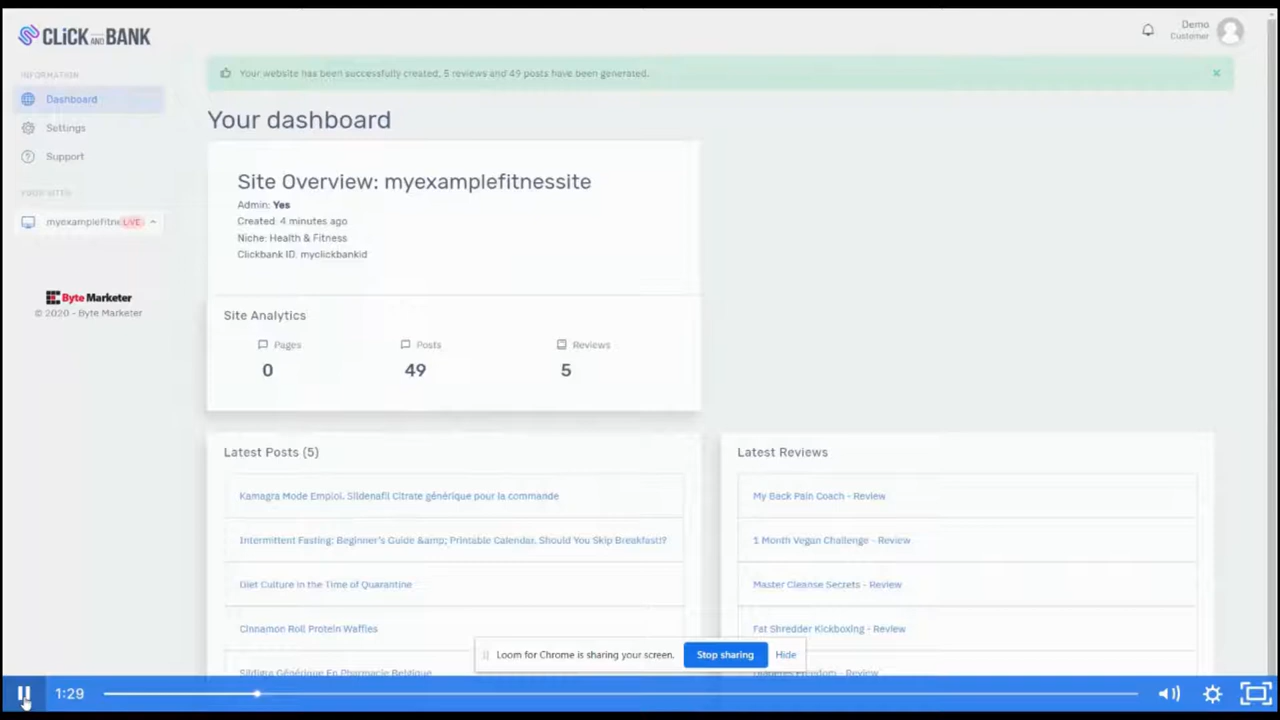 CLiCK AND BANK
Demo
Customer
INFORMATION
Your website has been successfully created, 5 reviews and 49 posts have been generated.
Dashboard
Settings
Support
Your dashboard
Site Overview: myexamplefitnessite
Admin: Yes
Created: 4 minutes ago
Niche: Health & Fitness
Clickbank ID: myclickbankid
YOUR SITES
myexamplefitne LIVE
Byte Marketer
© 2020 - Byte Marketer
Site Analytics
Pages
Posts
Reviews
0
49
5
Latest Posts (5)
Latest Reviews
Kamagra Mode Emploi. Sildenafil Citrate générique pour la commande
My Back Pain Coach - Review
Intermittent Fasting: Beginner's Guide &amp; Printable Calendar. Should You Skip Breakfast!?
1 Month Vegan Challenge - Review
Diet Culture in the Time of Quarantine
Master Cleanse Secrets - Review
Cinnamon Roll Protein Waffles
Fat Shredder Kickboxing - Review
Loom for Chrome is sharing your screen.
Stop sharing
Hide
Générique En Pharmacie Belgique
Diabetes Freedom - Review
1:29